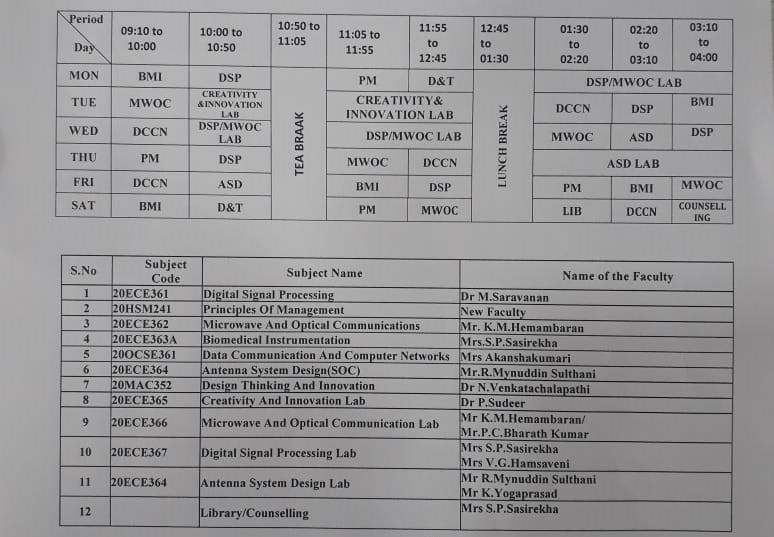 Period
Day
09:10 to 10:00
10:00 to 10:50
10:50 to 11:05
11:05 to 11:55
11:55 to 12:45
12:45 to 01:30
01:30 to 02:20
02:20 to 03:10
03:10 to 04:00
MON BMI DSP PM D&T DSP/MWOC LAB
TUE MWOC CREATIVITY &INNOVATION LAB CREATIVITY& INNOVATION LAB DCCN DSP BMI
WED DCCN DSP/MWOC LAB DSP/MWOC LAB MWOC ASD DSP
THU PM DSP MWOC DCCN ASD LAB
FRI DCCN ASD BMI DSP PM BMI MWOC
SAT BMI D&T PM MWOC LIB DCCN COUNSELL ING
TEA BRAAK
LUNCH BREAK
S.No Subject Code Subject Name Name of the Faculty
1 20ECE361 Digital Signal Processing Dr M.Saravanan
2 20HSM241 Principles Of Management New Faculty
3 20ECE362 Microwave And Optical Communications Mr. K.M.Hemambaran
4 20ECE363A Biomedical Instrumentation Mrs.S.P.Sasirekha
5 20OCSE361 Data Communication And Computer Networks Mrs Akanshakumari
6 20ECE364 Antenna System Design(SOC) Mr.R.Mynuddin Sulthani
7 20MAC352 Design Thinking And Innovation Dr N.Venkatachalapathi
8 20ECE365 Creativity And Innovation Lab Dr P.Sudeer
9 20ECE366 Microwave And Optical Communication Lab Mr K.M.Hemambaran/
Mr.P.C.Bharath Kumar
10 20ECE367 Digital Signal Processing Lab Mrs S.P.Sasirekha
Mrs V.G.Hamsaveni
11 20ECE364 Antenna System Design Lab Mr R.Mynuddin Sulthani
Mr K.Yogaprasad
12 Library/Counselling Mrs S.P.Sasirekha